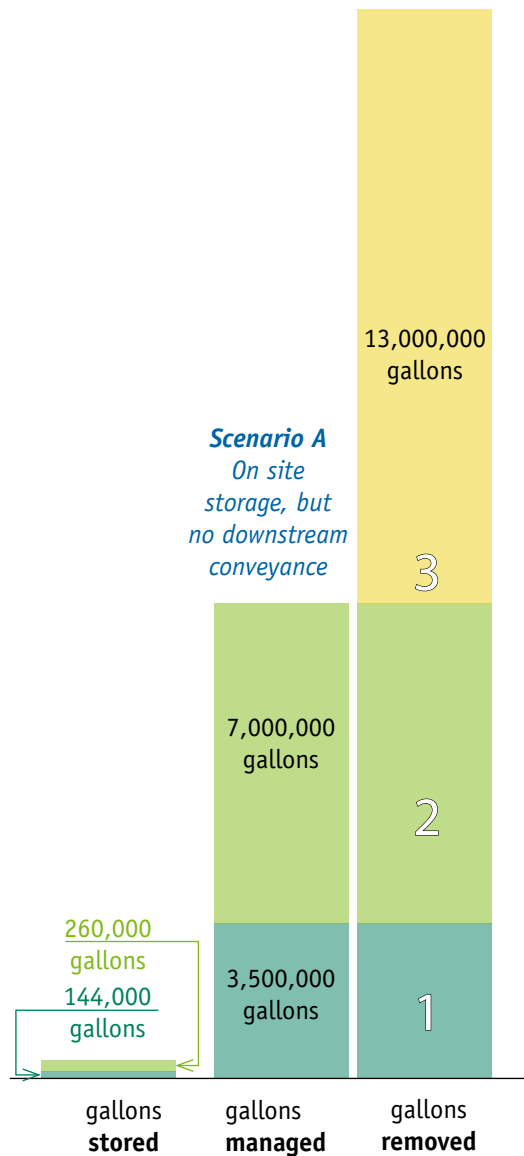 13,000,000
gallons
Scenario A
On site
storage, but
no downstream
conveyance
3
7,000,000
gallons
2
260,000
gallons
144,000
gallons
3,500,000
gallons
1
gallons
stored
gallons
managed
gallons
removed